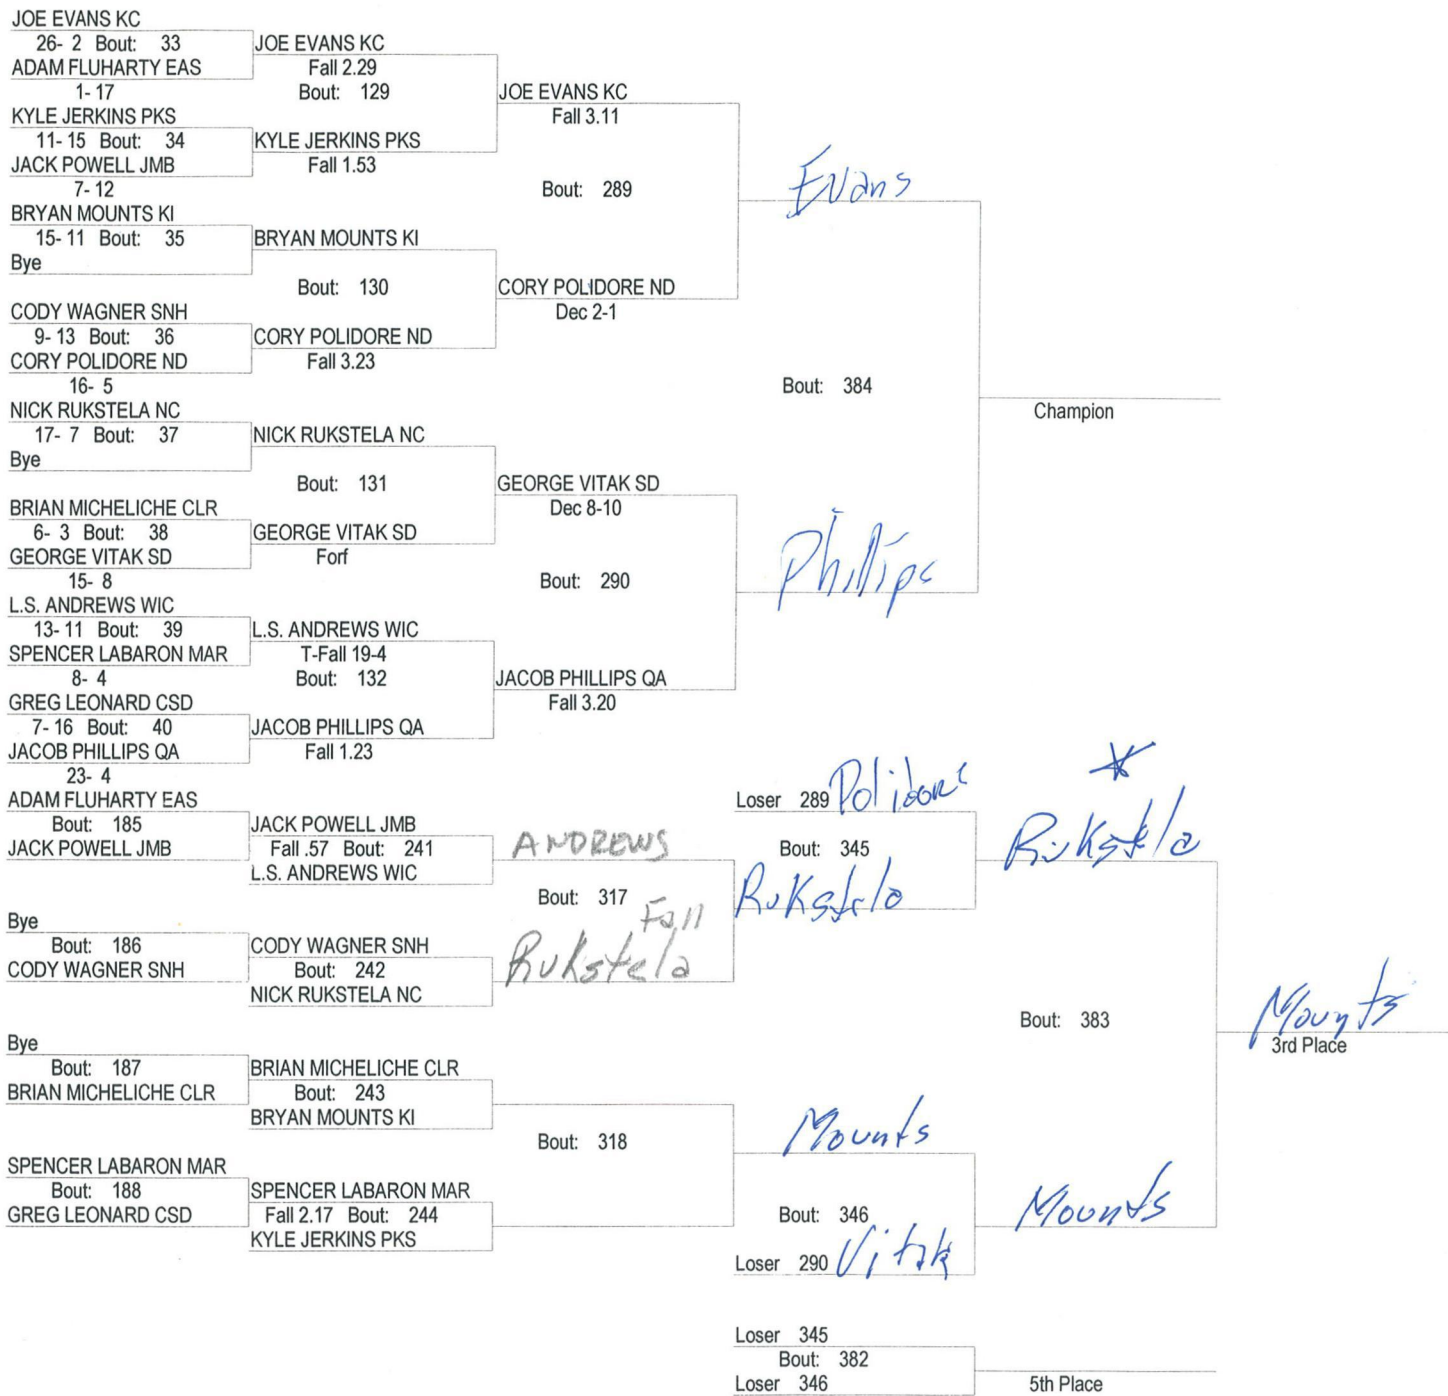 JOE EVANS KC
26- 2 Bout: 33
ADAM FLUHARTY EAS
1- 17
KYLE JERKINS PKS
11- 15 Bout: 34
JACK POWELL JMB
7- 12
BRYAN MOUNTS KI
15- 11 Bout: 35
Bye
CODY WAGNER SNH
9- 13 Bout: 36
CORY POLIDORE ND
16- 5
NICK RUKSTELA NC
17- 7 Bout: 37
Bye
BRIAN MICHELICHE CLR
6- 3 Bout: 38
GEORGE VITAK SD
15- 8
L.S. ANDREWS WIC
13- 11 Bout: 39
SPENCER LABARON MAR
8- 4
GREG LEONARD CSD
7- 16 Bout: 40
JACOB PHILLIPS QA
23- 4
JOE EVANS KC
Fall 2.29
Bout: 129
KYLE JERKINS PKS
Fall 1.53
BRYAN MOUNTS KI
Bout: 130
CORY POLIDORE ND
Fall 3.23
NICK RUKSTELA NC
Bout: 131
GEORGE VITAK SD
Forf
L.S. ANDREWS WIC
T-Fall 19-4
Bout: 132
JACOB PHILLIPS QA
Fall 1.23
JOE EVANS KC
Fall 3.11
Bout: 289
CORY POLIDORE ND
Dec 2-1
GEORGE VITAK SD
Dec 8-10
Bout: 290
JACOB PHILLIPS QA
Fall 3.20
Evans
Bout: 384
Phillips
Champion
ADAM FLUHARTY EAS
Bout: 185
JACK POWELL JMB
Bye
Bout: 186
CODY WAGNER SNH
Bye
Bout: 187
BRIAN MICHELICHE CLR
SPENCER LABARON MAR
Bout: 188
GREG LEONARD CSD
JACK POWELL JMB
Fall .57 Bout: 241
L.S. ANDREWS WIC
CODY WAGNER SNH
Bout: 242
NICK RUKSTELA NC
BRIAN MICHELICHE CLR
Bout: 243
BRYAN MOUNTS KI
SPENCER LABARON MAR
Fall 2.17 Bout: 244
KYLE JERKINS PKS
ANDREWS
Bout: 317
Fall
Rukstela
Bout: 318
Loser 289 Polidore
Bout: 345
Rukstela
Mounts
Bout: 346
Loser 290 Vitak
Rukstela
Bout: 383
Mounts
Mounts
3rd Place
Loser 345
Bout: 382
Loser 346
5th Place